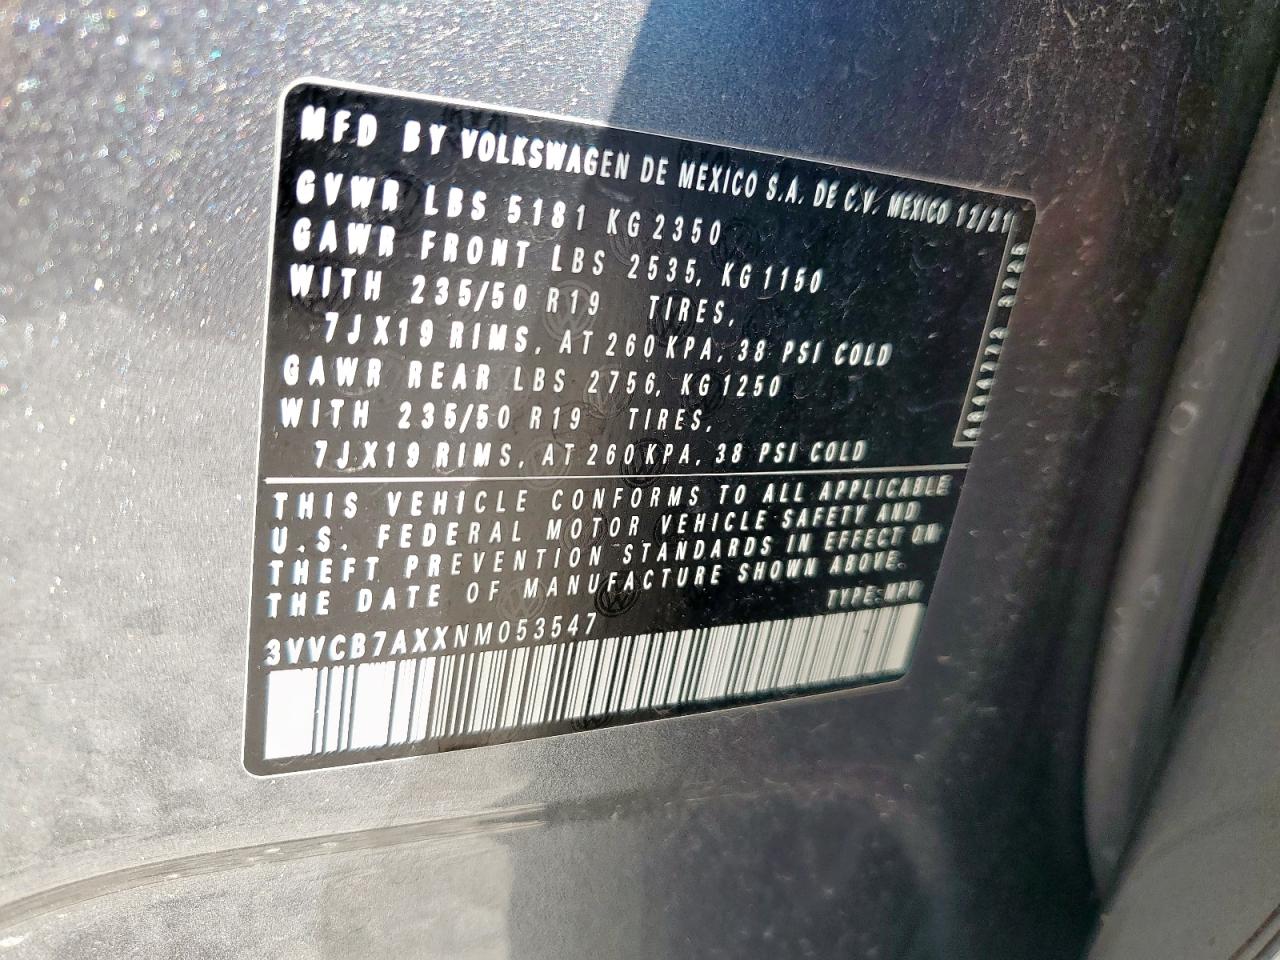 MFD BY VOLKSWAGEN DE MEXICO S.A. DE C.V. MEXICO 12/21
GVWR LBS 5181 KG 2350
GAWR FRONT LBS 2535, KG 1150
WITH 235/50 R19 TIRES,
7JX19 RIMS, AT 260 KPA, 38 PSI COLD
GAWR REAR LBS 2756, KG 1250
WITH 235/50 R19 TIRES,
7JX19 RIMS, AT 260 KPA, 38 PSI COLD
THIS VEHICLE CONFORMS TO ALL APPLICABLE
U.S. FEDERAL MOTOR VEHICLE SAFETY AND
THEFT PREVENTION STANDARDS IN EFFECT ON
THE DATE OF MANUFACTURE SHOWN ABOVE.
TYPE: MPV
3VVCB7AXXNM053547